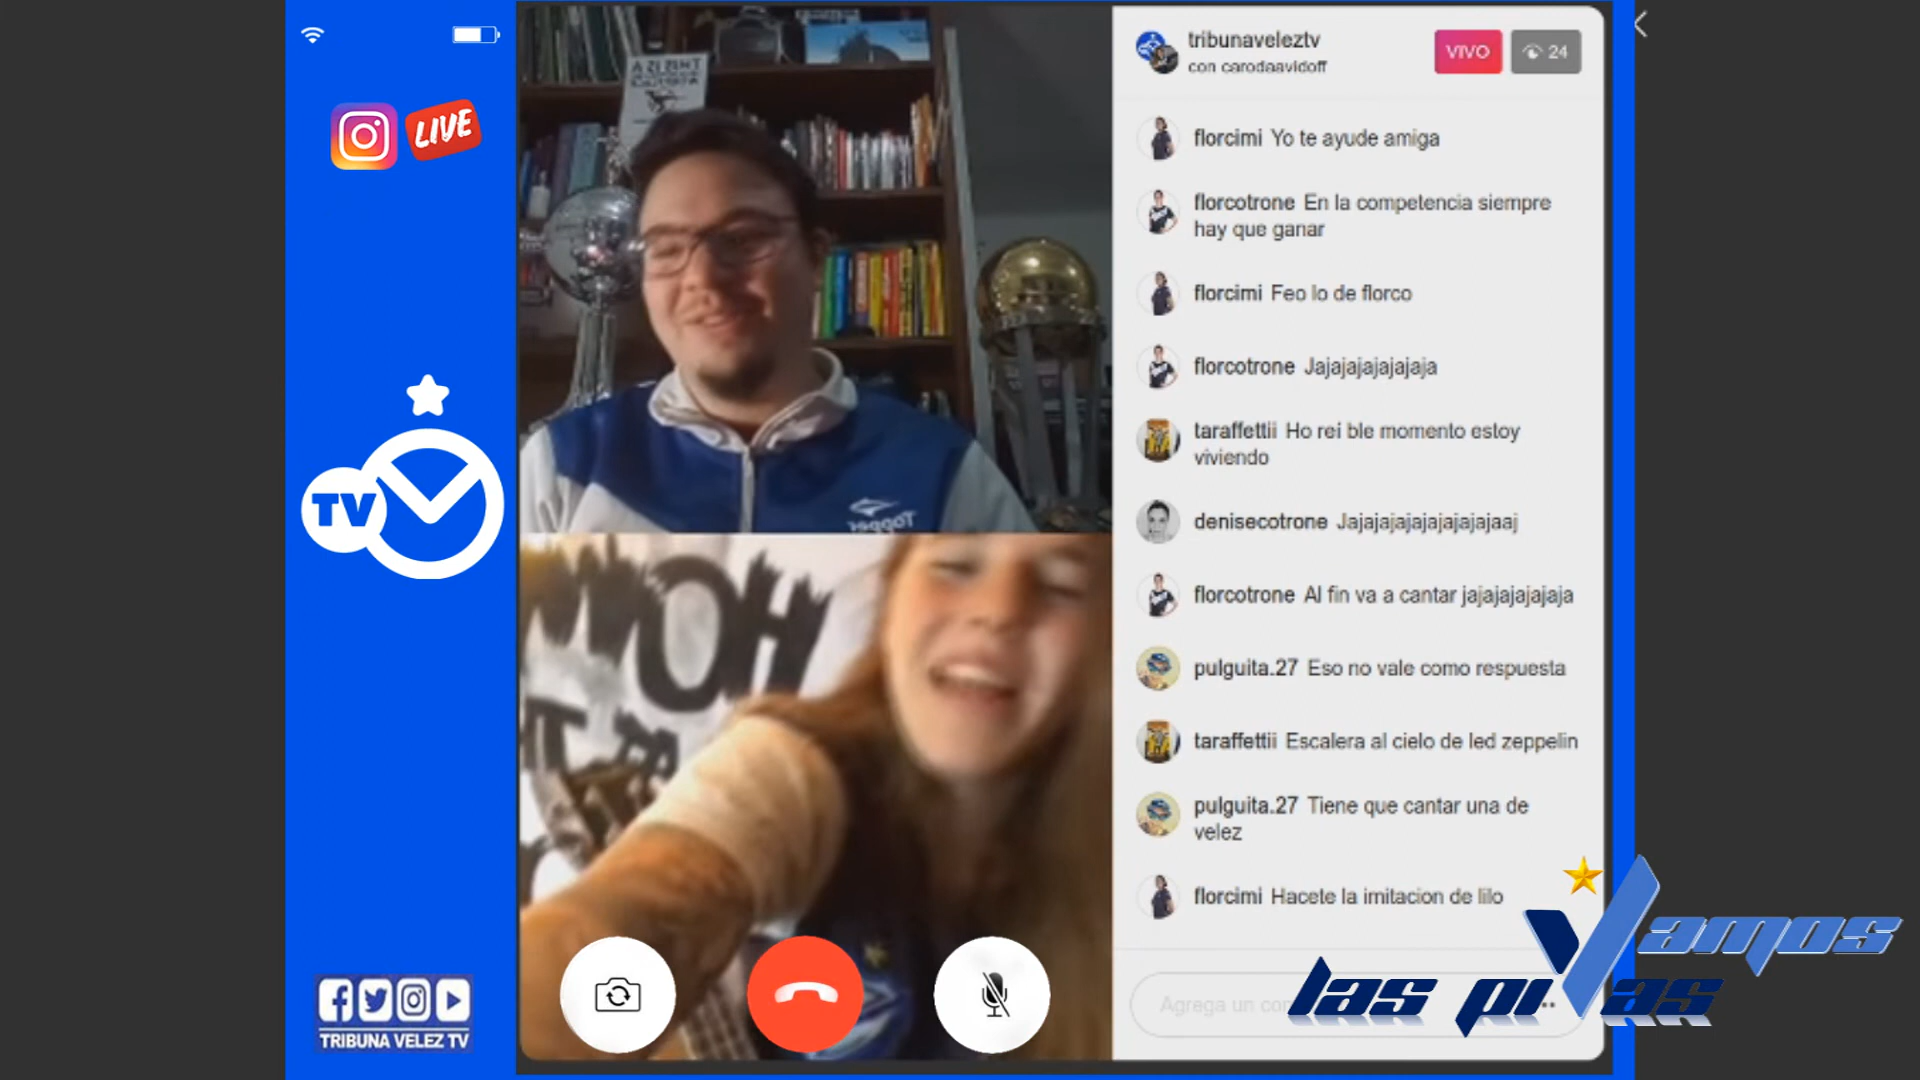 LIVE
TV
TRIBUNA VELEZ TV
Topper
tribunaveleztv
con carodaavidoff
VIVO
24
florcimi Yo te ayude amiga
florcotrone En la competencia siempre
hay que ganar
florcimi Feo lo de florco
florcotrone Jajajajajajajaja
taraffettii Ho rei ble momento estoy
viviendo
denisecotrone Jajajajajajajajajaaj
florcotrone Al fin va a cantar jajajajajajaja
pulguita.27 Eso no vale como respuesta
taraffettii Escalera al cielo de led zeppelin
pulguita.27 Tiene que cantar una de
velez
florcimi Hacete la imitacion de lilo
Agrega un
Vamos
las pivas